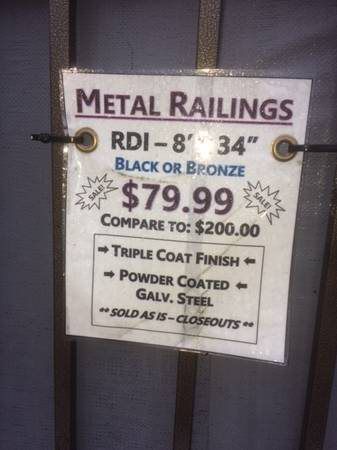 METAL RAILINGS
RDI – 8' 34"
BLACK OR BRONZE
SALE!
$79.99
SALE!
COMPARE TO: $200.00
→ TRIPLE COAT FINISH ←
→ POWDER COATED ←
GALV. STEEL
** SOLD AS IS – CLOSEOUTS **